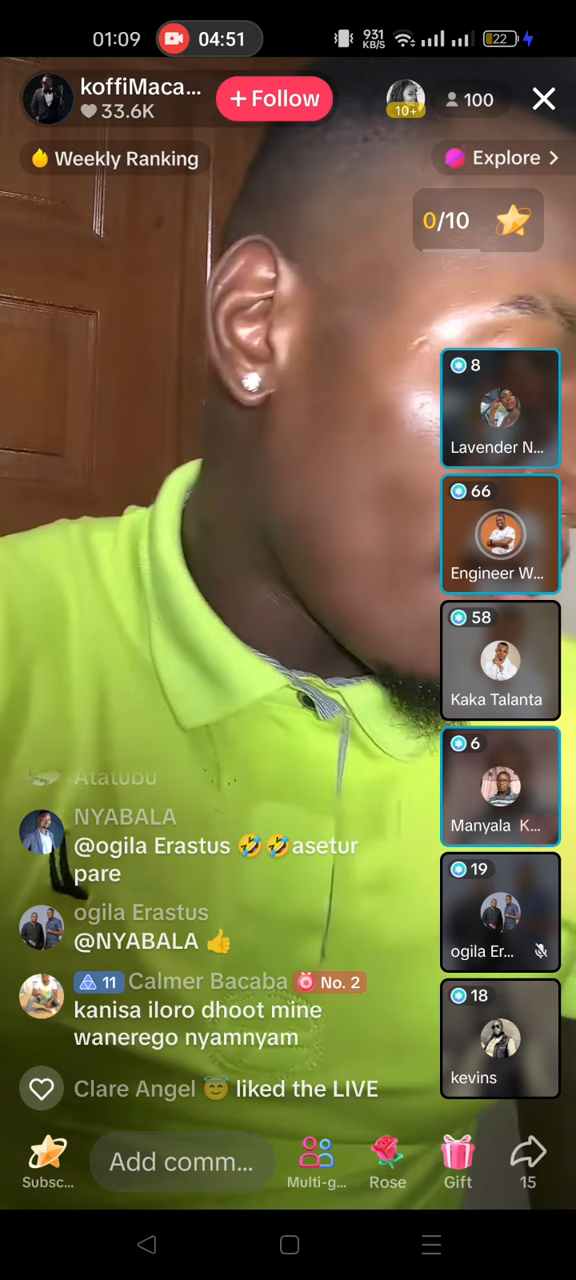 01:09 04:51 931 KB/S 22
koffiMaca...
33.6K
+ Follow
10+
100
Weekly Ranking
Explore >
0/10
8
Lavender N...
66
Engineer W...
58
Kaka Talanta
6
Manyala K...
19
ogila Er...
18
kevins
Atatubu
NYABALA
@ogila Erastus 🤣🤣asetur
pare
ogila Erastus
@NYABALA 👍
11 Calmer Bacaba No. 2
kanisa iloro dhoot mine
wanerego nyamnyam
Clare Angel 😇 liked the LIVE
Subsc...
Add comm...
Multi-g...
Rose
Gift
15